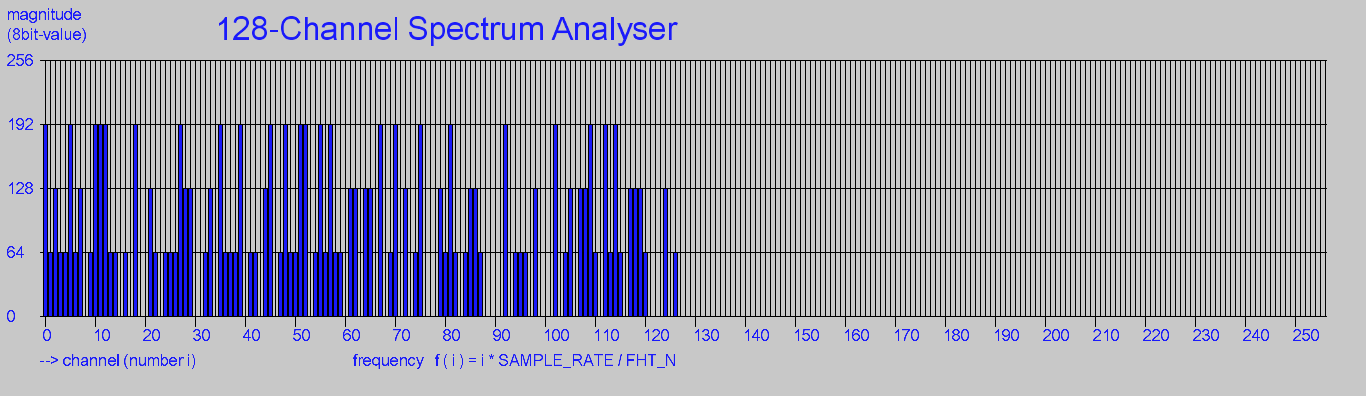 magnitude
(8bit-value)
128-Channel Spectrum Analyser
256
192
128
64
0
0 10 20 30 40 50 60 70 80 90 100 110 120 130 140 150 160 170 180 190 200 210 220 230 240 250
--> channel (number i)
frequency f ( i ) = i * SAMPLE_RATE / FHT_N